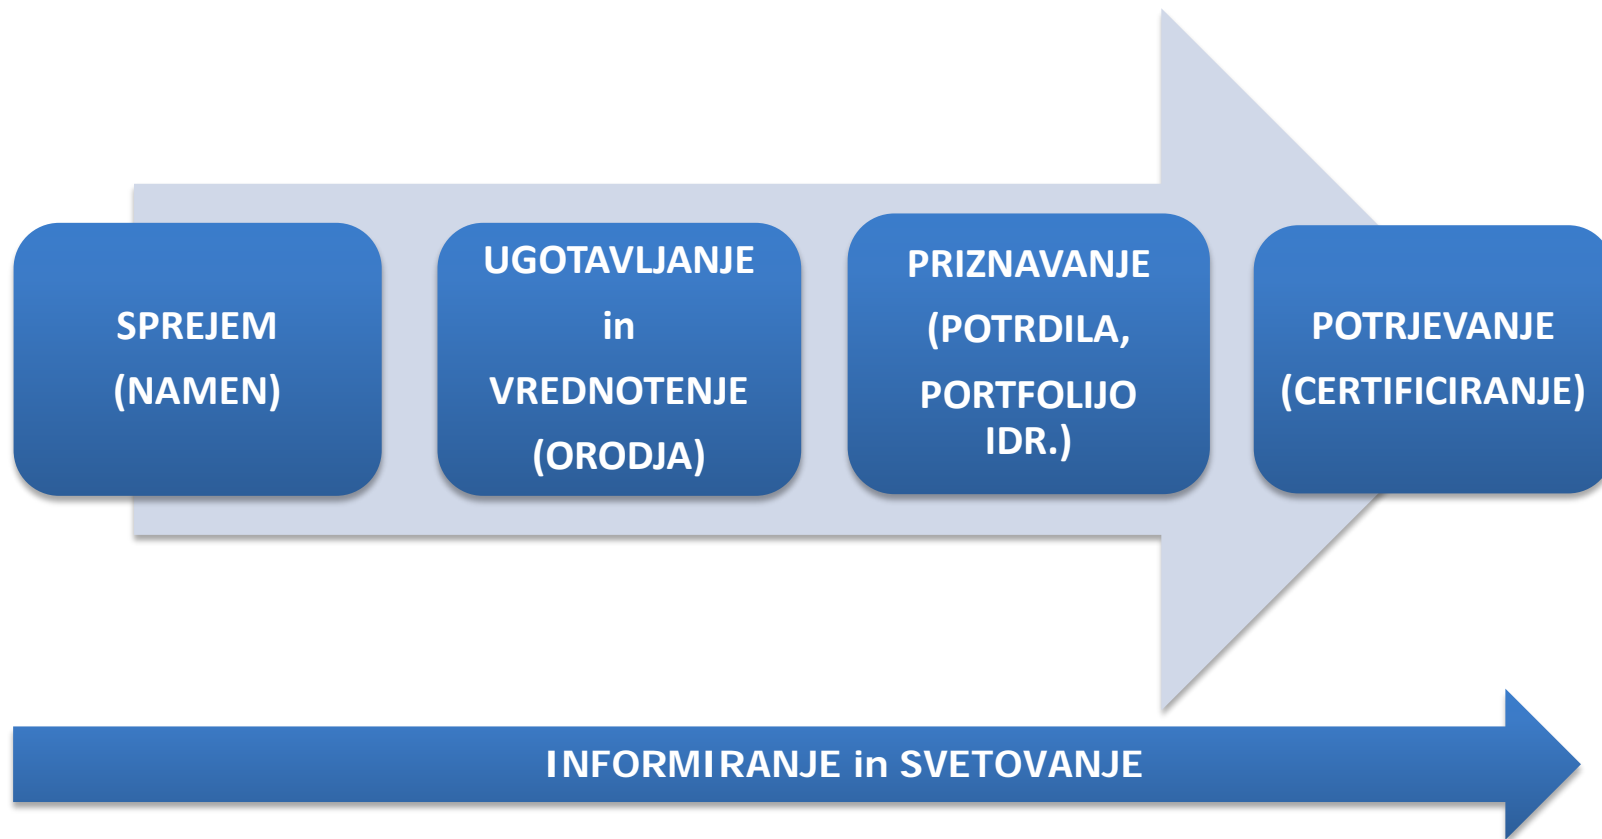 SPREJEM
(NAMEN)
UGOTAVLJANJE
in
VREDNOTENJE
(ORODJA)
PRIZNAVANJE
(POTRDILA,
PORTFOLIJO
IDR.)
POTRJEVANJE
(CERTIFICIRANJE)
INFORMIRANJE in SVETOVANJE